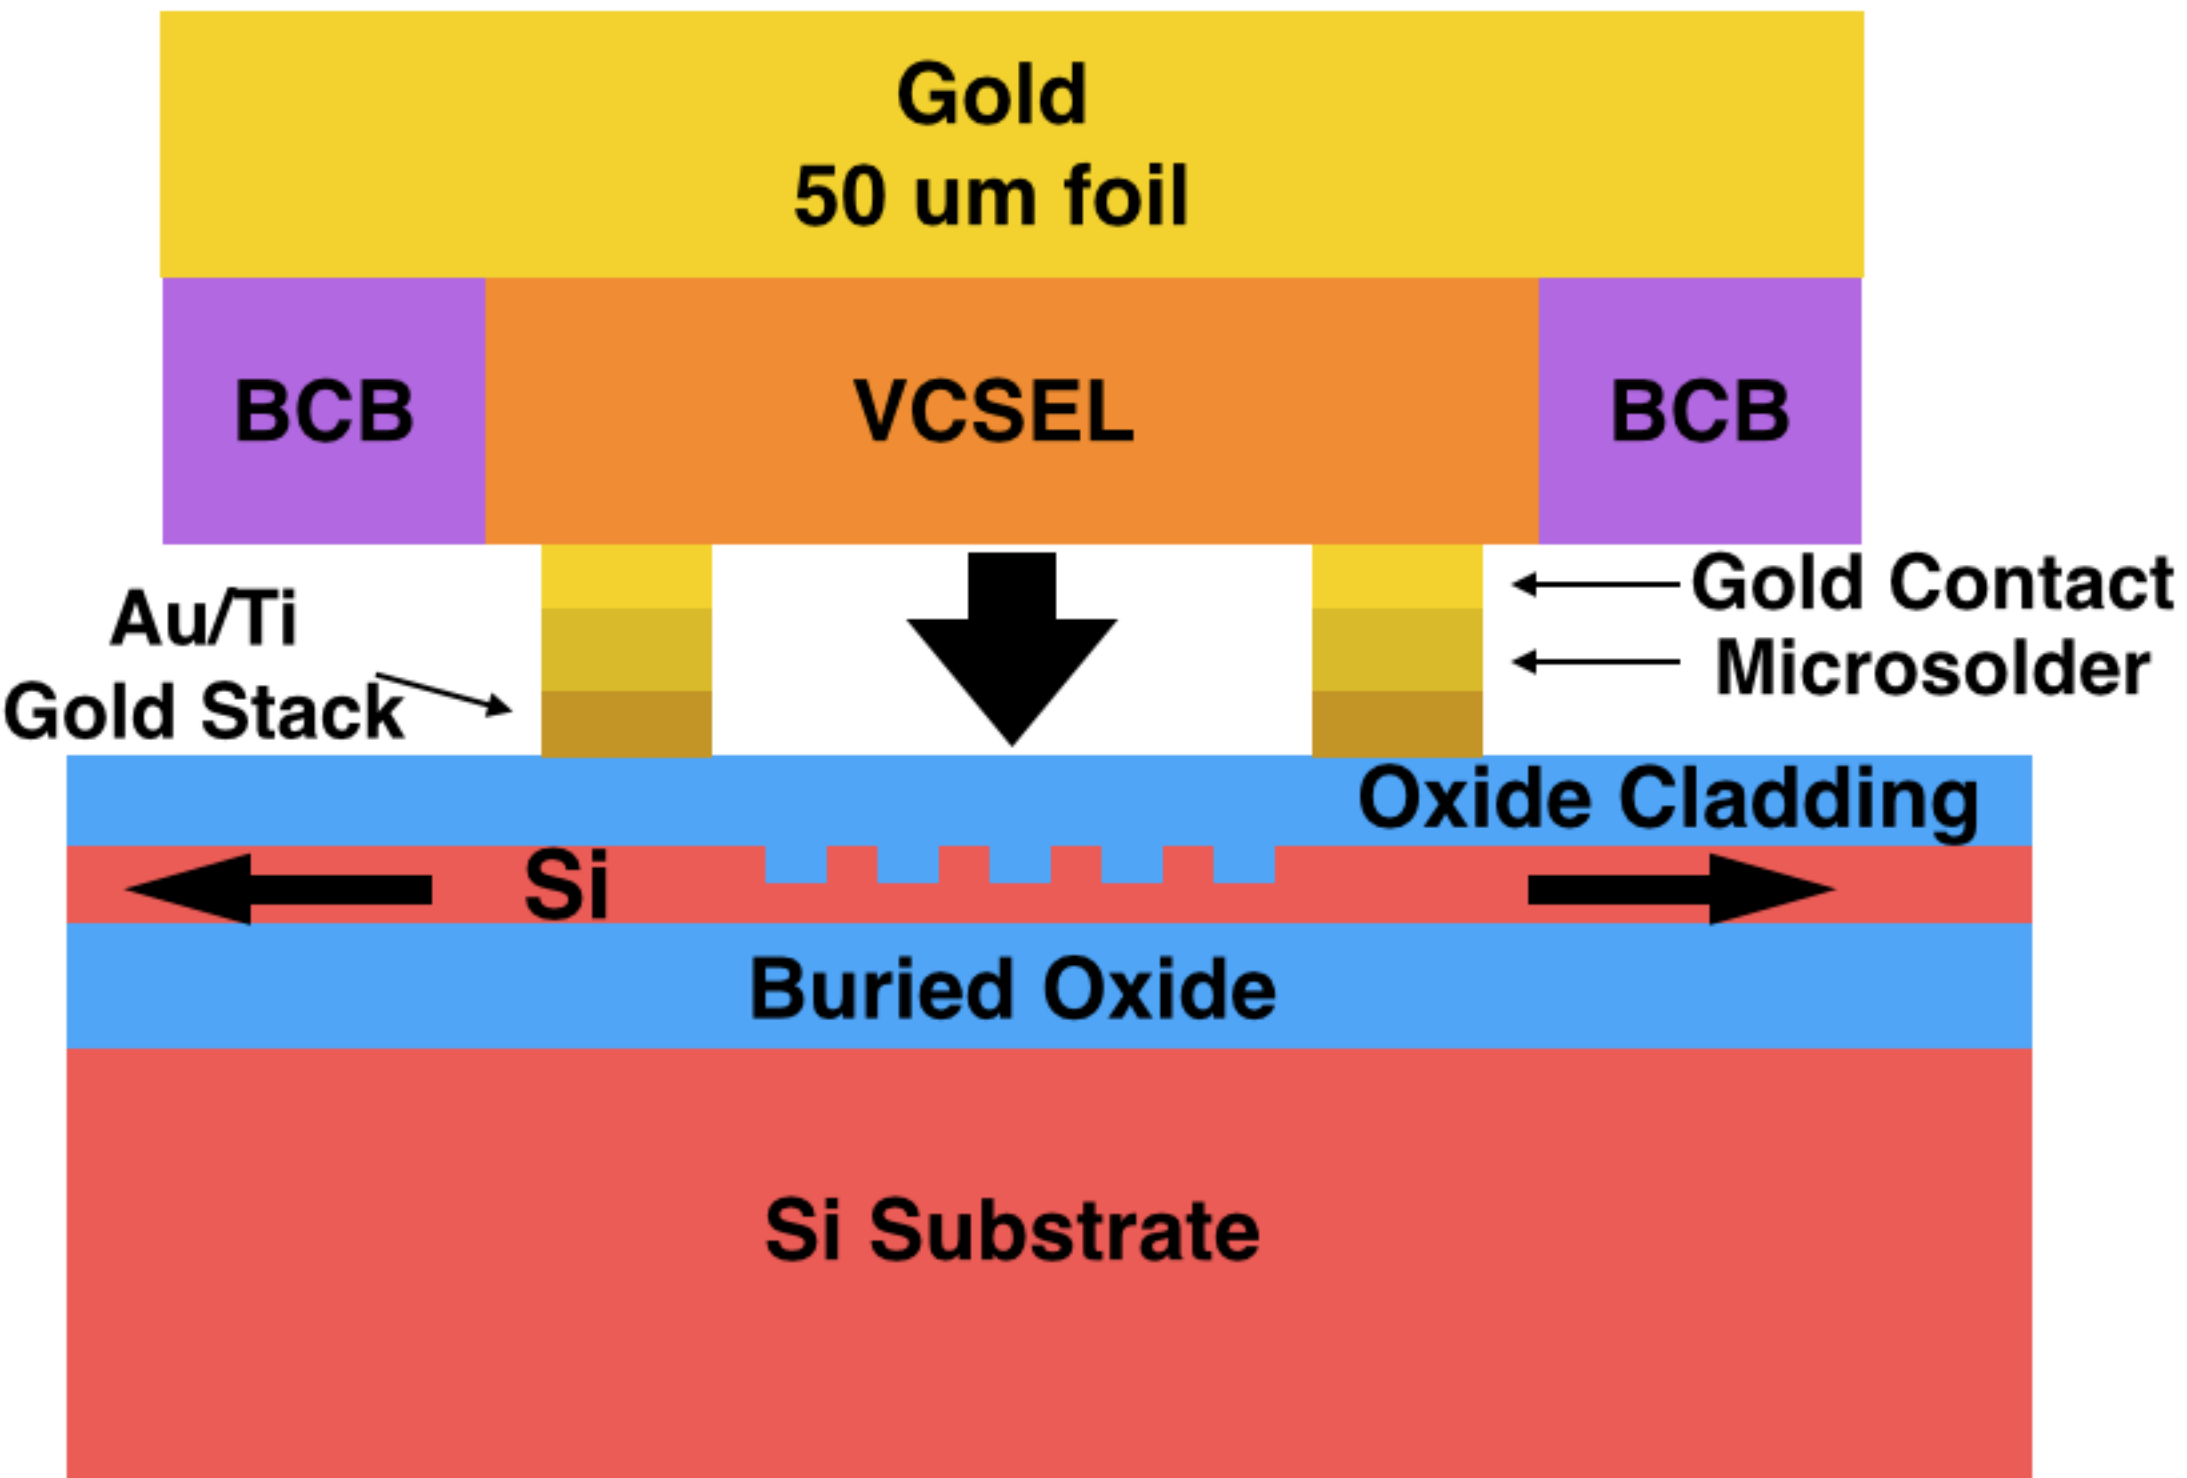 Gold
50 um foil
BCB
VCSEL
BCB
Au/Ti
Gold Stack
Gold Contact
Microsolder
Oxide Cladding
Si
Buried Oxide
Si Substrate